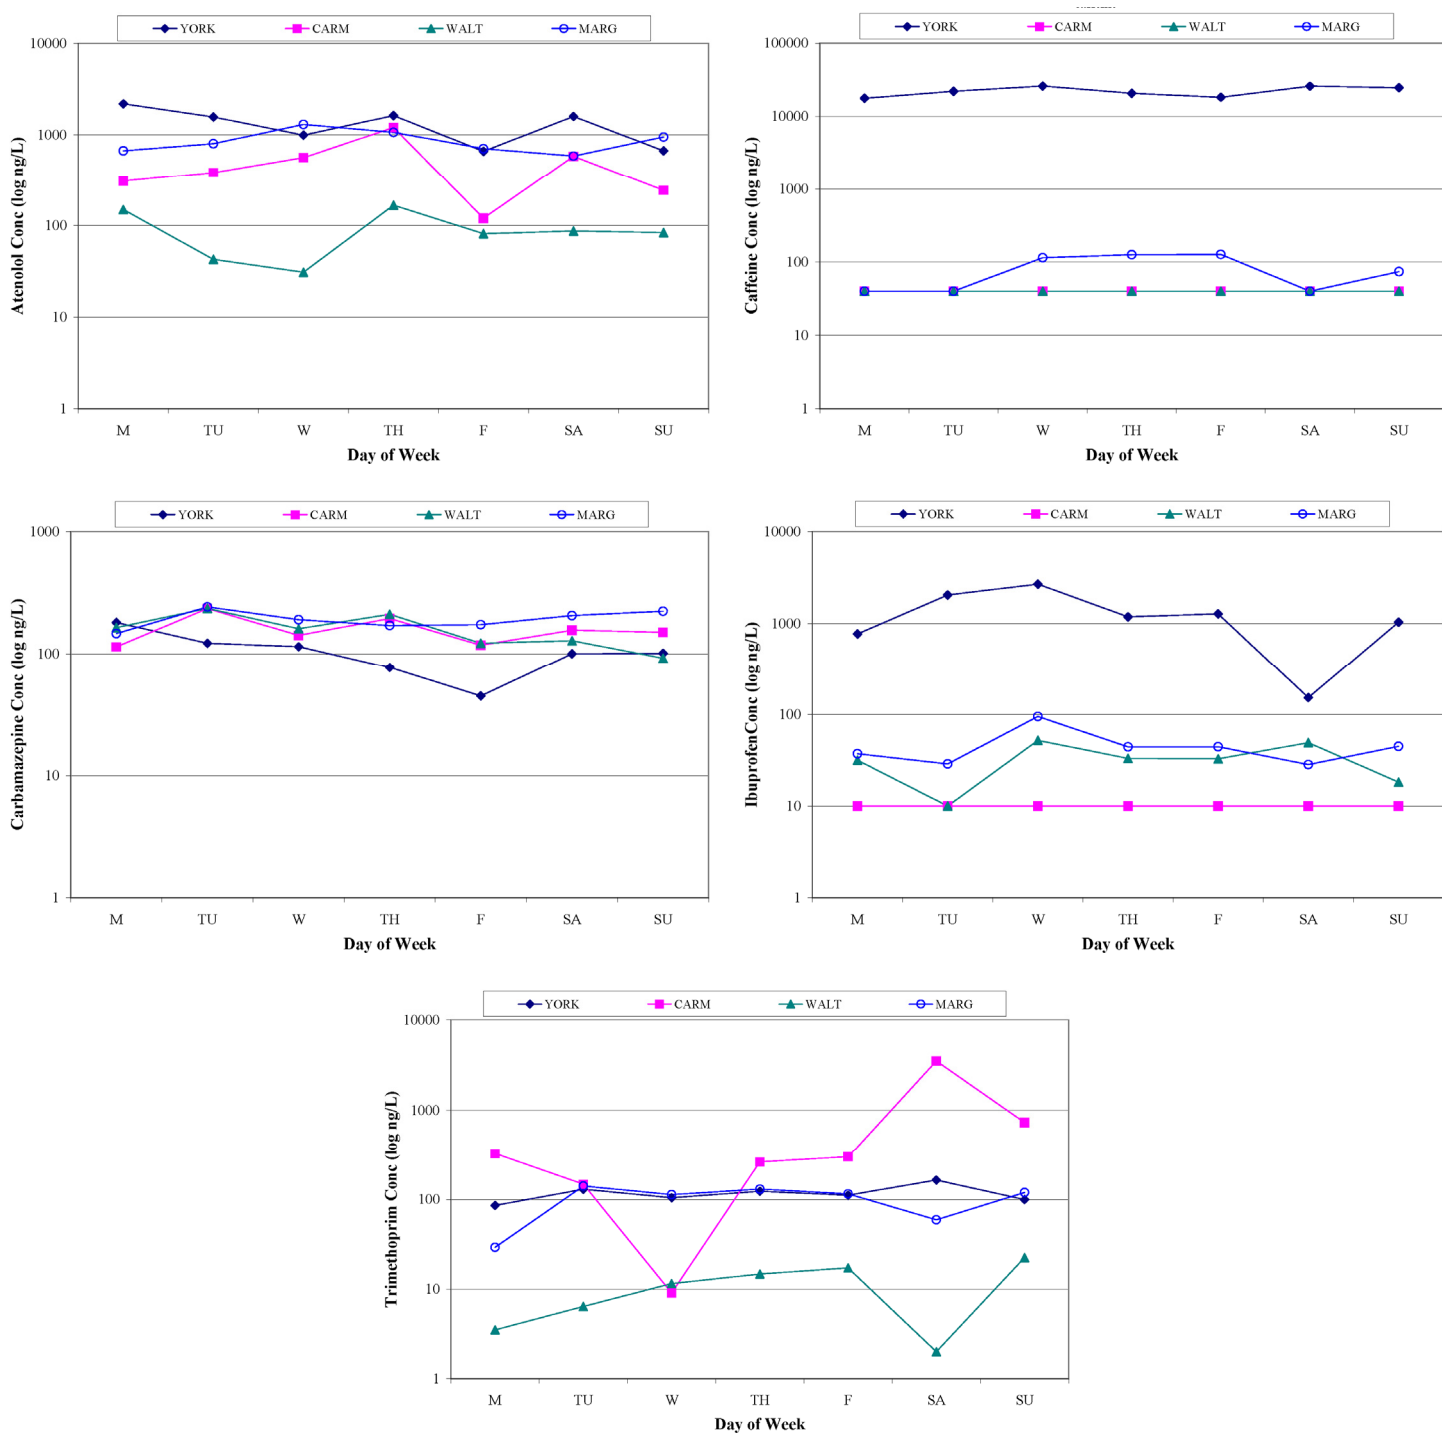 YORK CARM WALT MARG
10000
1000
100
10
1
Atenolol Conc (log ng/L)
M TU W TH F SA SU
Day of Week
YORK CARM WALT MARG
100000
10000
1000
100
10
1
Caffeine Conc (log ng/L)
M TU W TH F SA SU
Day of Week
YORK CARM WALT MARG
1000
100
10
1
Carbamazepine Conc (log ng/L)
M TU W TH F SA SU
Day of Week
YORK CARM WALT MARG
10000
1000
100
10
1
IbuprofenConc (log ng/L)
M TU W TH F SA SU
Day of Week
YORK CARM WALT MARG
10000
1000
100
10
1
Trimethoprim Conc (log ng/L)
M TU W TH F SA SU
Day of Week